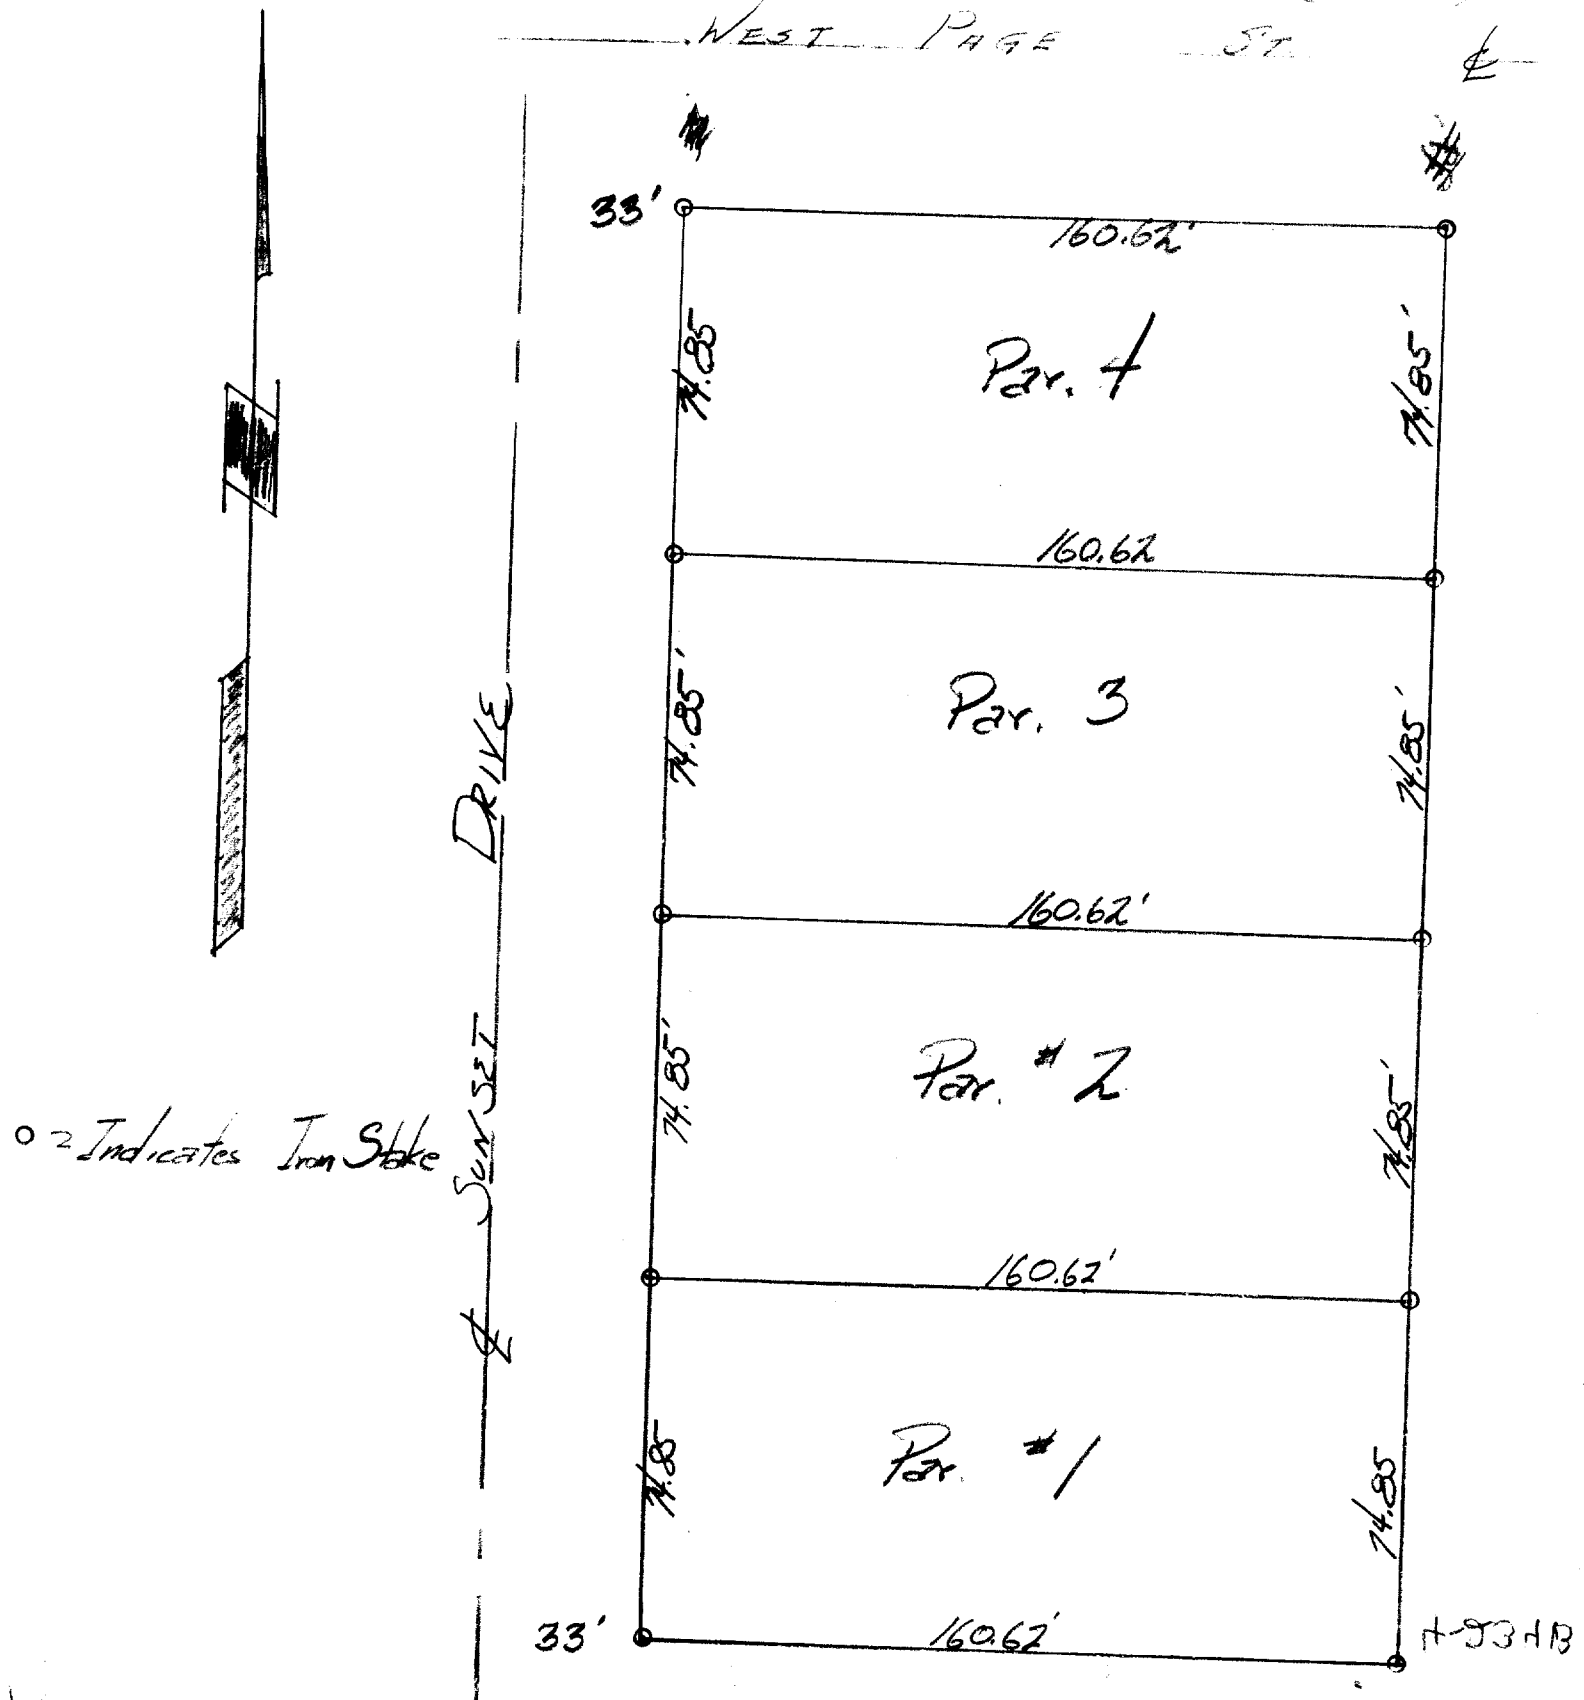 WEST PAGE ST. ℄
33'
160.62'
74.85
Par. 4
74.85'
160.62
74.85'
Par. 3
74.85'
160.62'
74.85'
Par. #2
74.85'
160.62'
74.85
Par. #1
74.85
33'
160.62'
℄ SUNSET DRIVE
o = Indicates Iron Stake